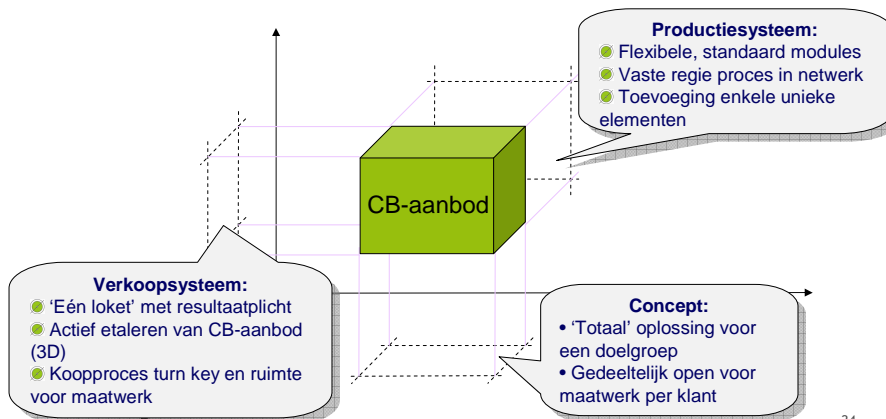 Productiesysteem:
Flexibele, standaard modules
Vaste regie proces in netwerk
Toevoeging enkele unieke
elementen
CB-aanbod
Verkoopsysteem:
'Eén loket' met resultaatplicht
Actief etaleren van CB-aanbod
(3D)
Koopproces turn key en ruimte
voor maatwerk
Concept:
• 'Totaal' oplossing voor
een doelgroep
• Gedeeltelijk open voor
maatwerk per klant